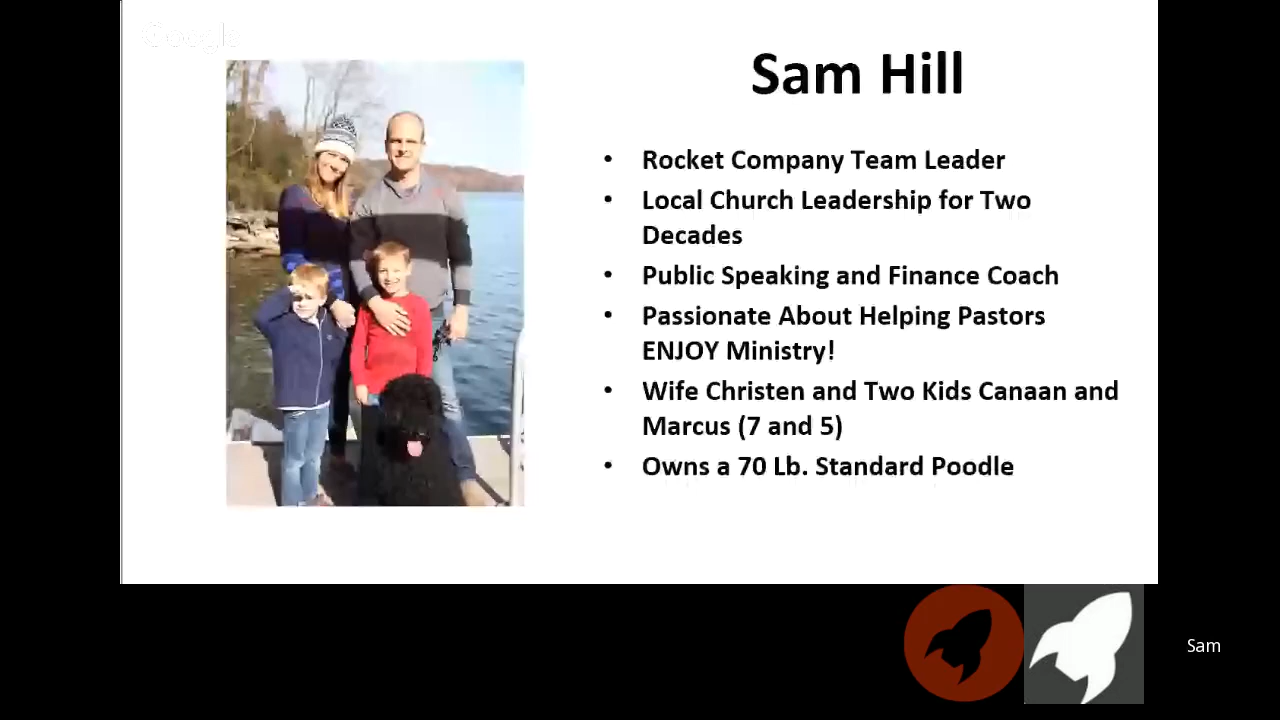 Google
Sam Hill
• Rocket Company Team Leader
• Local Church Leadership for Two
Decades
• Public Speaking and Finance Coach
• Passionate About Helping Pastors
ENJOY Ministry!
• Wife Christen and Two Kids Canaan and
Marcus (7 and 5)
• Owns a 70 Lb. Standard Poodle
Sam